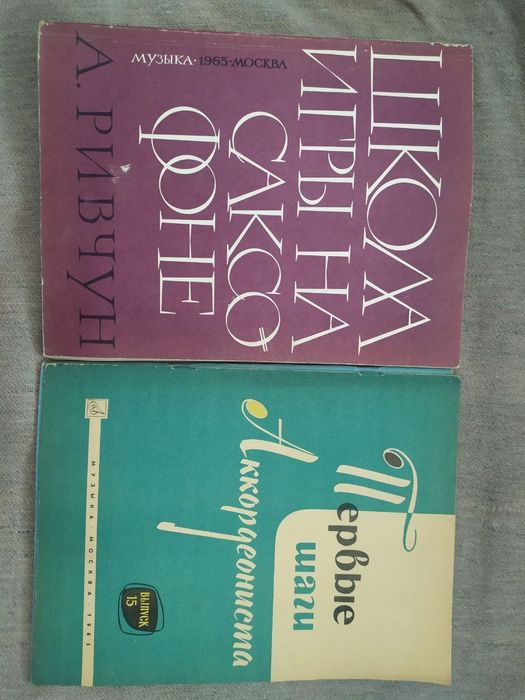 А. РИВЧУН
ШКОЛА
ИГРЫ НА
САКСО-
ФОНЕ
МУЗЫКА · 1965 · МОСКВА
Первые
шаги
Аккордеониста
ВЫПУСК
15
МУЗЫКА · МОСКВА · 1965